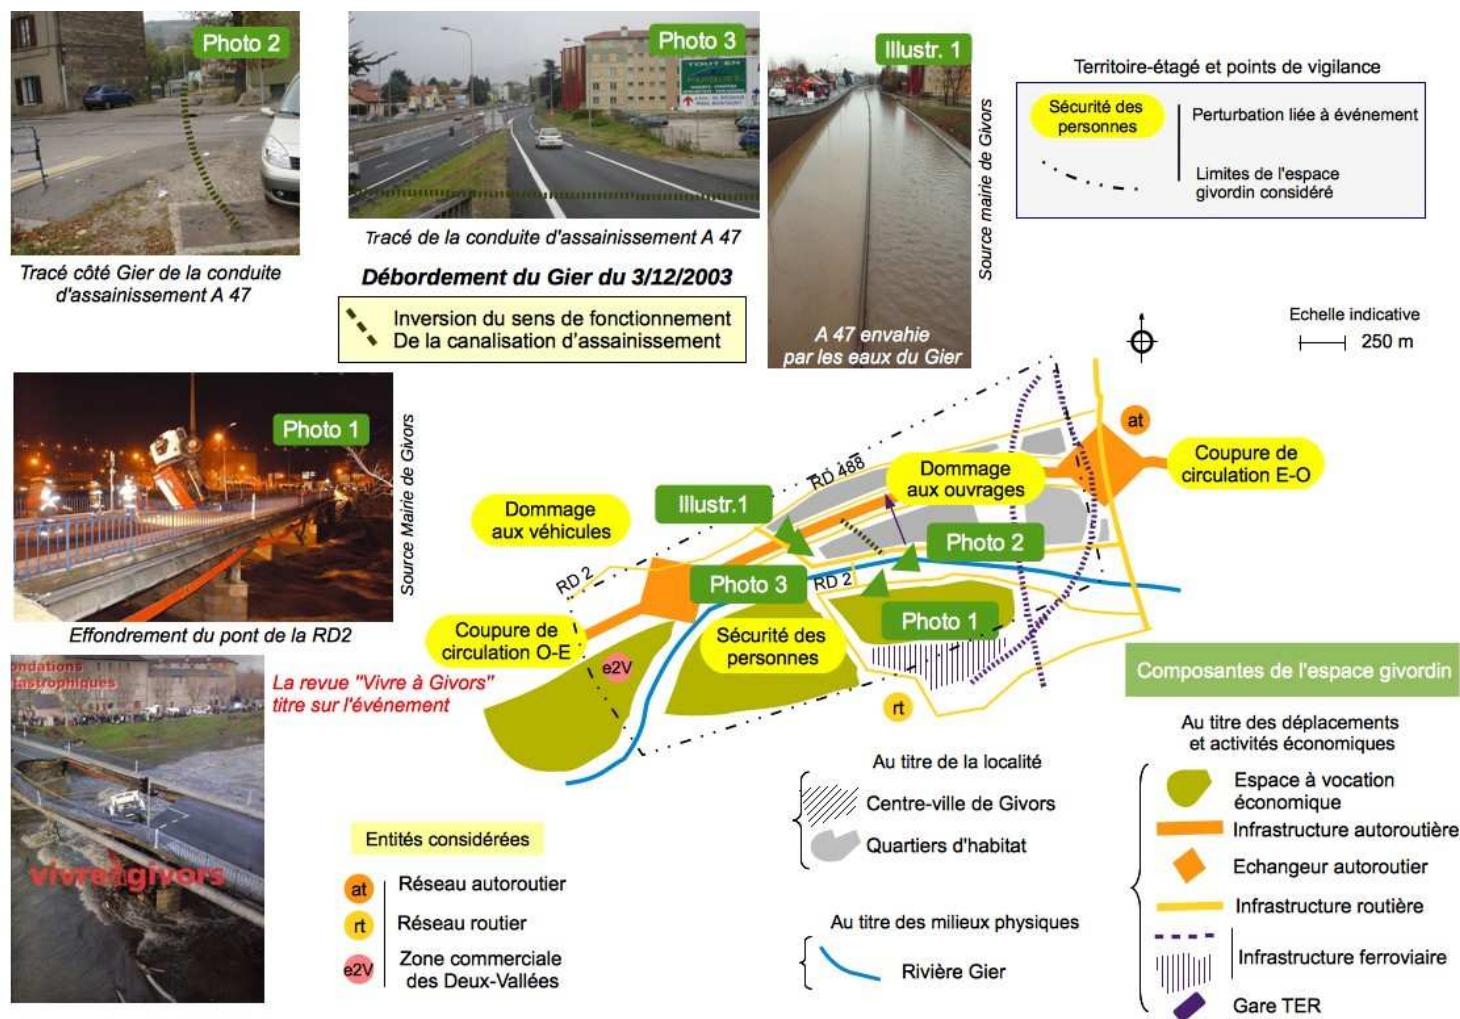 Photo 2
Tracé côté Gier de la conduite
d'assainissement A 47
Photo 3
TOUT EN
Tracé de la conduite d'assainissement A 47
Débordement du Gier du 3/12/2003
Inversion du sens de fonctionnement
De la canalisation d'assainissement
Illustr. 1
A 47 envahie
par les eaux du Gier
Source mairie de Givors
Territoire-étagé et points de vigilance
Sécurité des
personnes
Perturbation liée à événement
Limites de l'espace
givordin considéré
Echelle indicative
250 m
Photo 1
Source Mairie de Givors
Effondrement du pont de la RD2
ondations
tastrophiques
vivre à givors
La revue "Vivre à Givors"
titre sur l'événement
at
Coupure de
circulation E-O
Dommage
aux ouvrages
RD 488
Illustr.1
Dommage
aux véhicules
Photo 2
RD 2
Photo 3
RD 2
Photo 1
Coupure de
circulation O-E
Sécurité des
personnes
e2V
rt
Entités considérées
at
Réseau autoroutier
rt
Réseau routier
e2V
Zone commerciale
des Deux-Vallées
Au titre de la localité
Centre-ville de Givors
Quartiers d'habitat
Au titre des milieux physiques
Rivière Gier
Composantes de l'espace givordin
Au titre des déplacements
et activités économiques
Espace à vocation
économique
Infrastructure autoroutière
Echangeur autoroutier
Infrastructure routière
Infrastructure ferroviaire
Gare TER